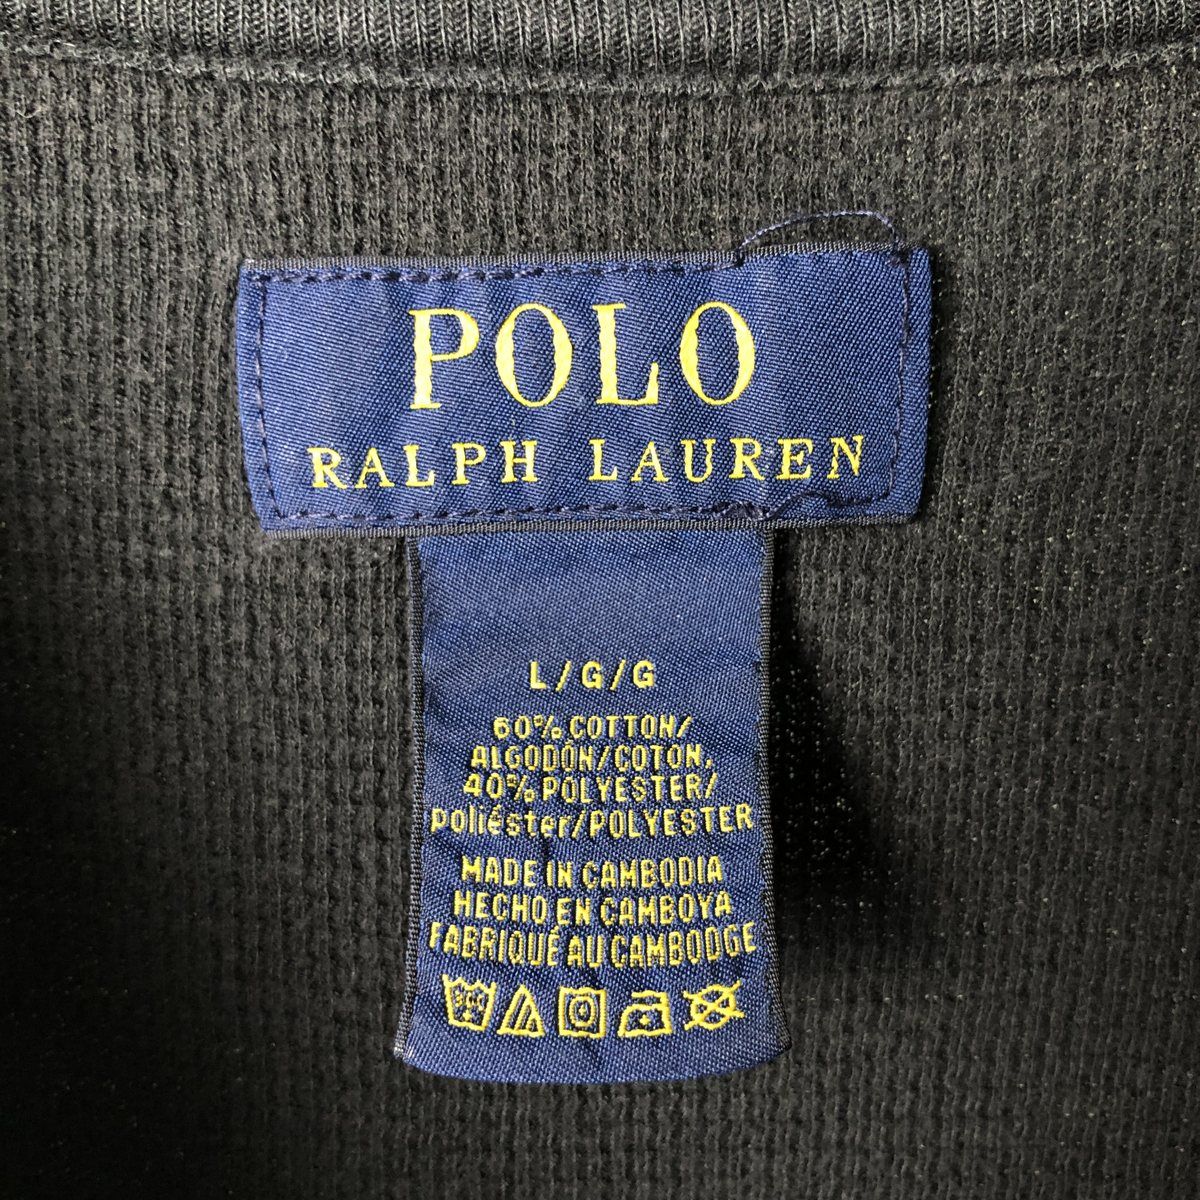 POLO
RALPH LAUREN
L/G/G
60% COTTON/
ALGODÓN/COTON,
40% POLYESTER/
poliéster/POLYESTER
MADE IN CAMBODIA
HECHO EN CAMBOYA
FABRIQUÉ AU CAMBODGE